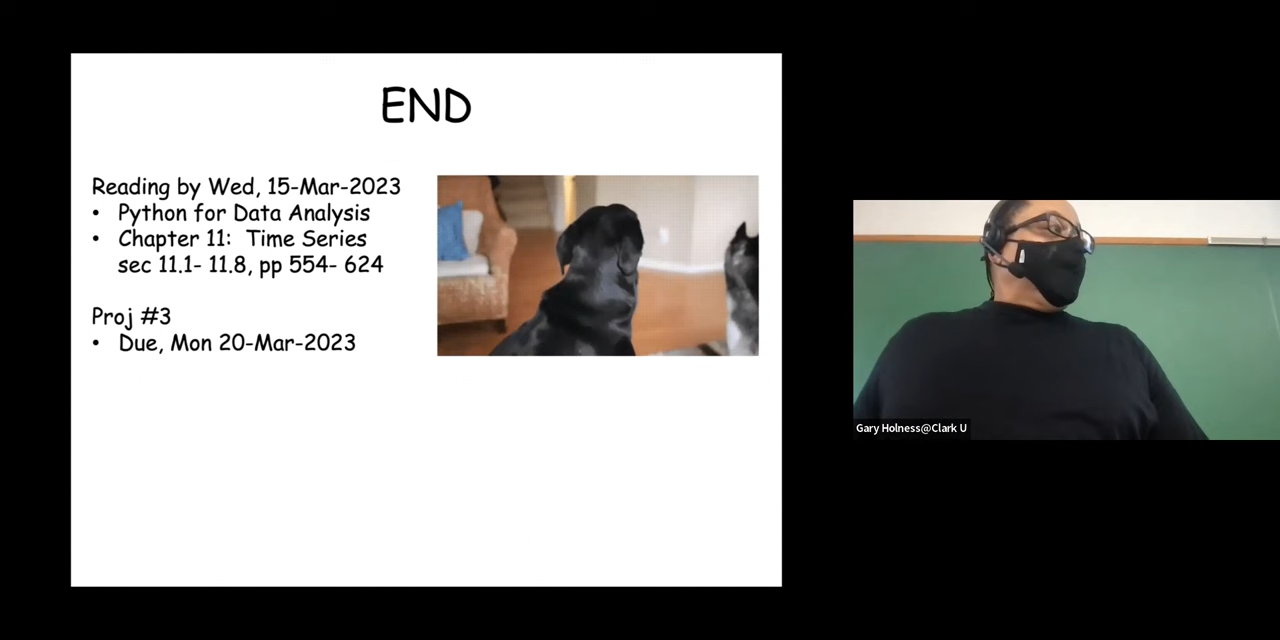 END
Reading by Wed, 15-Mar-2023
• Python for Data Analysis
• Chapter 11: Time Series
sec 11.1- 11.8, pp 554- 624
Proj #3
• Due, Mon 20-Mar-2023
Gary Holness@Clark U